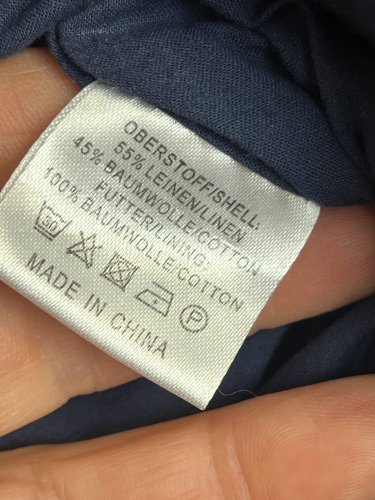 OBERSTOFF/SHELL:
55% LEINEN/LINEN
45% BAUMWOLLE/COTTON
FUTTER/LINING:
100% BAUMWOLLE/COTTON
30 P
MADE IN CHINA